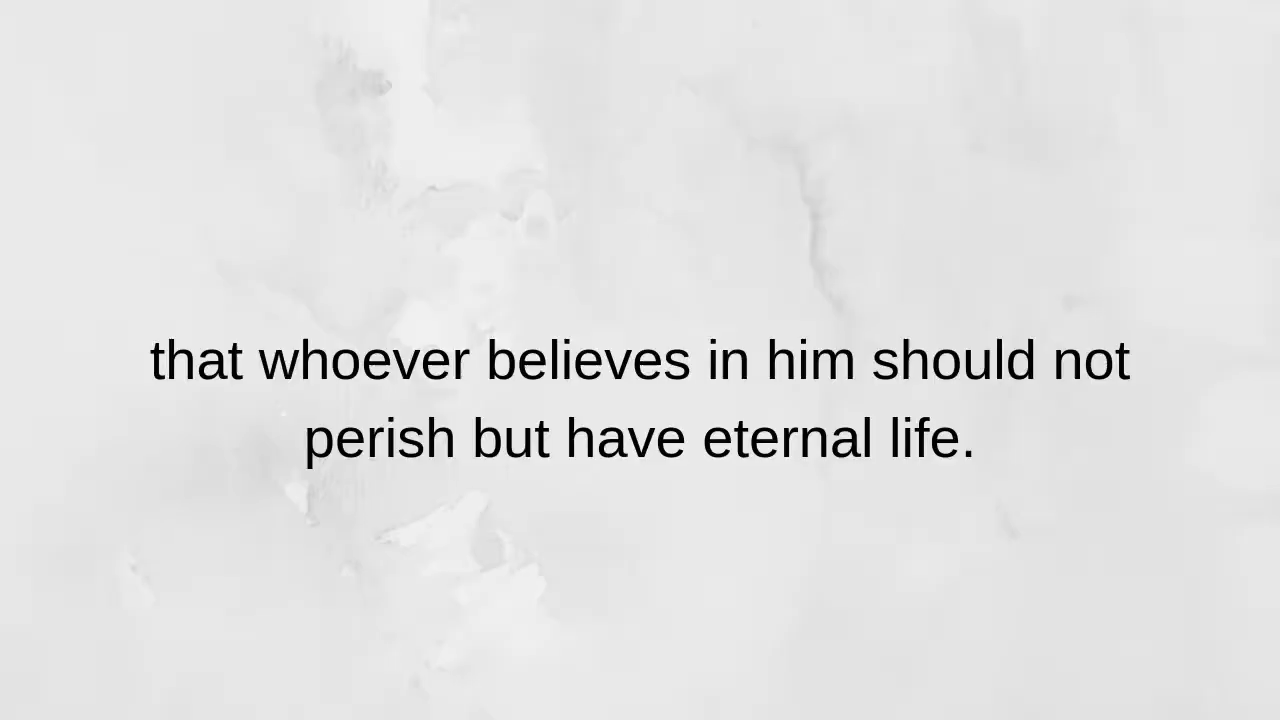 that whoever believes in him should not
perish but have eternal life.